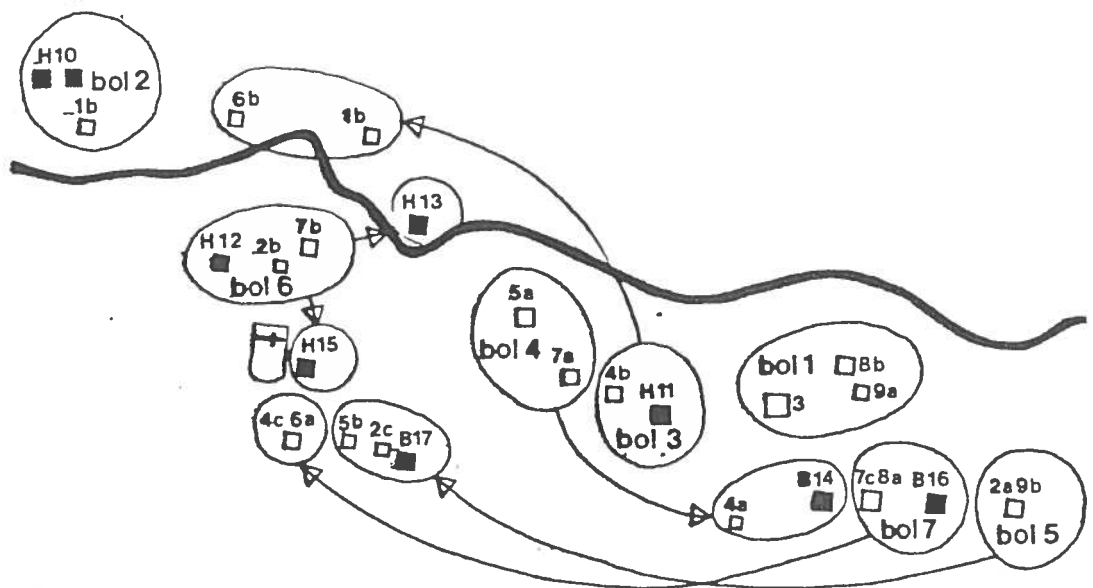 H10
bol 2
1b
6b
1b
H13
H12
2b
7b
bol 6
H15
5a
bol 4
7a
4b
H11
bol 3
bol 1
8b
9a
3
4c 6a
5b
2c
B17
4a
B14
7c 8a
B16
bol 7
2a 9b
bol 5